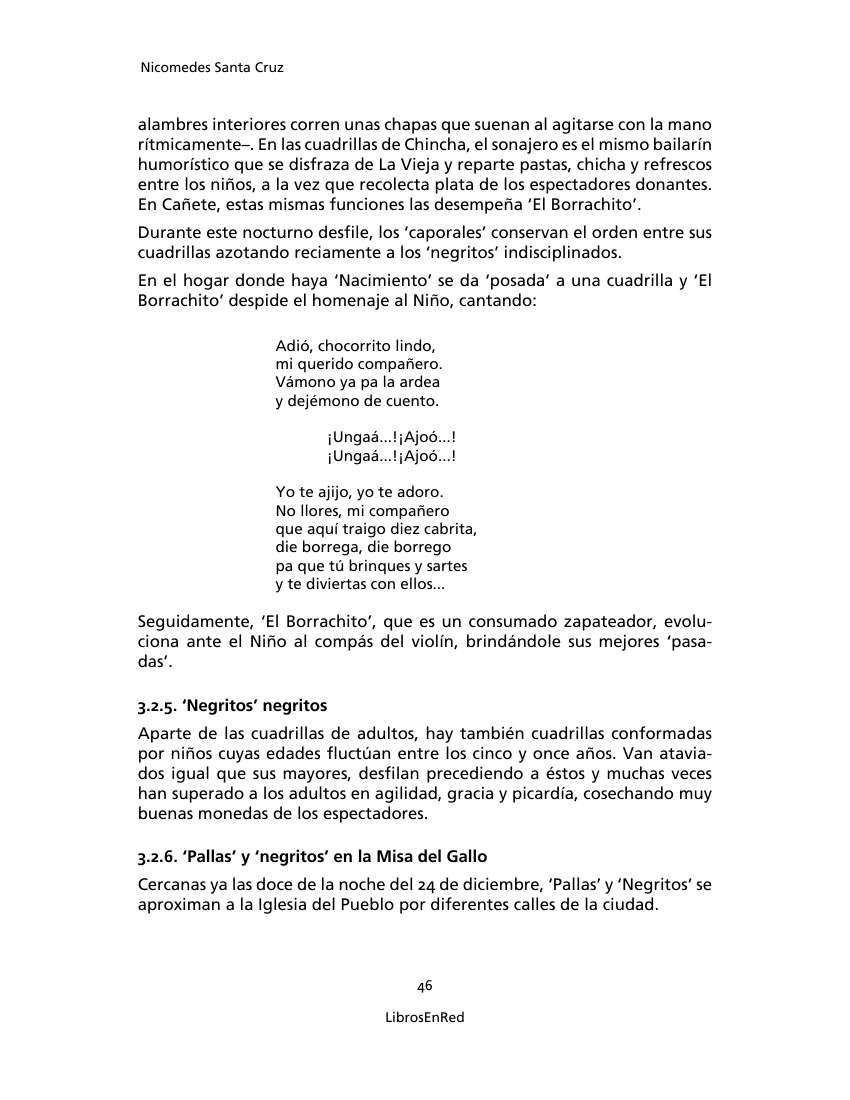 Nicomedes Santa Cruz
alambres interiores corren unas chapas que suenan al agitarse con la mano
rítmicamente–. En las cuadrillas de Chincha, el sonajero es el mismo bailarín
humorístico que se disfraza de La Vieja y reparte pastas, chicha y refrescos
entre los niños, a la vez que recolecta plata de los espectadores donantes.
En Cañete, estas mismas funciones las desempeña ‘El Borrachito’.
Durante este nocturno desfile, los ‘caporales’ conservan el orden entre sus
cuadrillas azotando reciamente a los ‘negritos’ indisciplinados.
En el hogar donde haya ‘Nacimiento’ se da ‘posada’ a una cuadrilla y ‘El
Borrachito’ despide el homenaje al Niño, cantando:
Adió, chocorrito lindo,
mi querido compañero.
Vámono ya pa la ardea
y dejémono de cuento.
¡Ungaá...!¡Ajoó...!
¡Ungaá...!¡Ajoó...!
Yo te ajijo, yo te adoro.
No llores, mi compañero
que aquí traigo diez cabrita,
die borrega, die borrego
pa que tú brinques y sartes
y te diviertas con ellos...
Seguidamente, ‘El Borrachito’, que es un consumado zapateador, evolu-
ciona ante el Niño al compás del violín, brindándole sus mejores ‘pasa-
das’.
3.2.5. ‘Negritos’ negritos
Aparte de las cuadrillas de adultos, hay también cuadrillas conformadas
por niños cuyas edades fluctúan entre los cinco y once años. Van atavia-
dos igual que sus mayores, desfilan precediendo a éstos y muchas veces
han superado a los adultos en agilidad, gracia y picardía, cosechando muy
buenas monedas de los espectadores.
3.2.6. ‘Pallas’ y ‘negritos’ en la Misa del Gallo
Cercanas ya las doce de la noche del 24 de diciembre, ‘Pallas’ y ‘Negritos’ se
aproximan a la Iglesia del Pueblo por diferentes calles de la ciudad.
46
LibrosEnRed